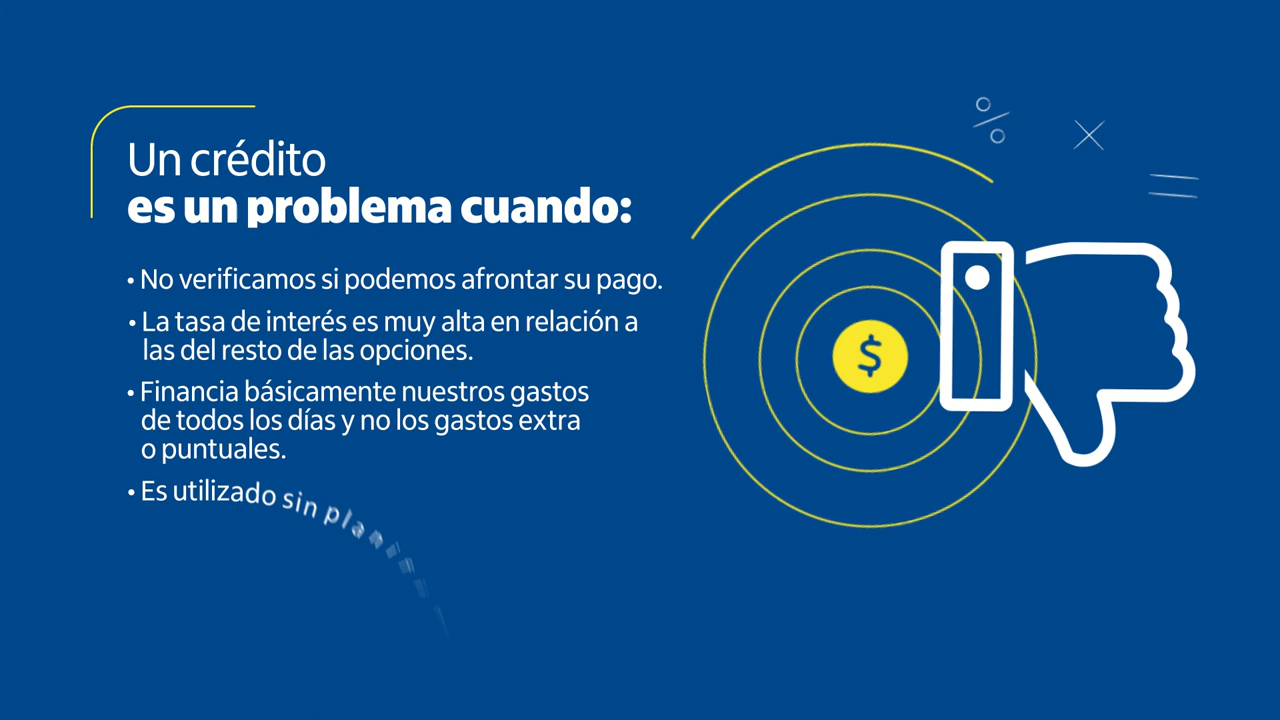 Un crédito
es un problema cuando:
• No verificamos si podemos afrontar su pago.
• La tasa de interés es muy alta en relación a
las del resto de las opciones.
• Financia básicamente nuestros gastos
de todos los días y no los gastos extra
o puntuales.
• Es utilizado sin
$
%